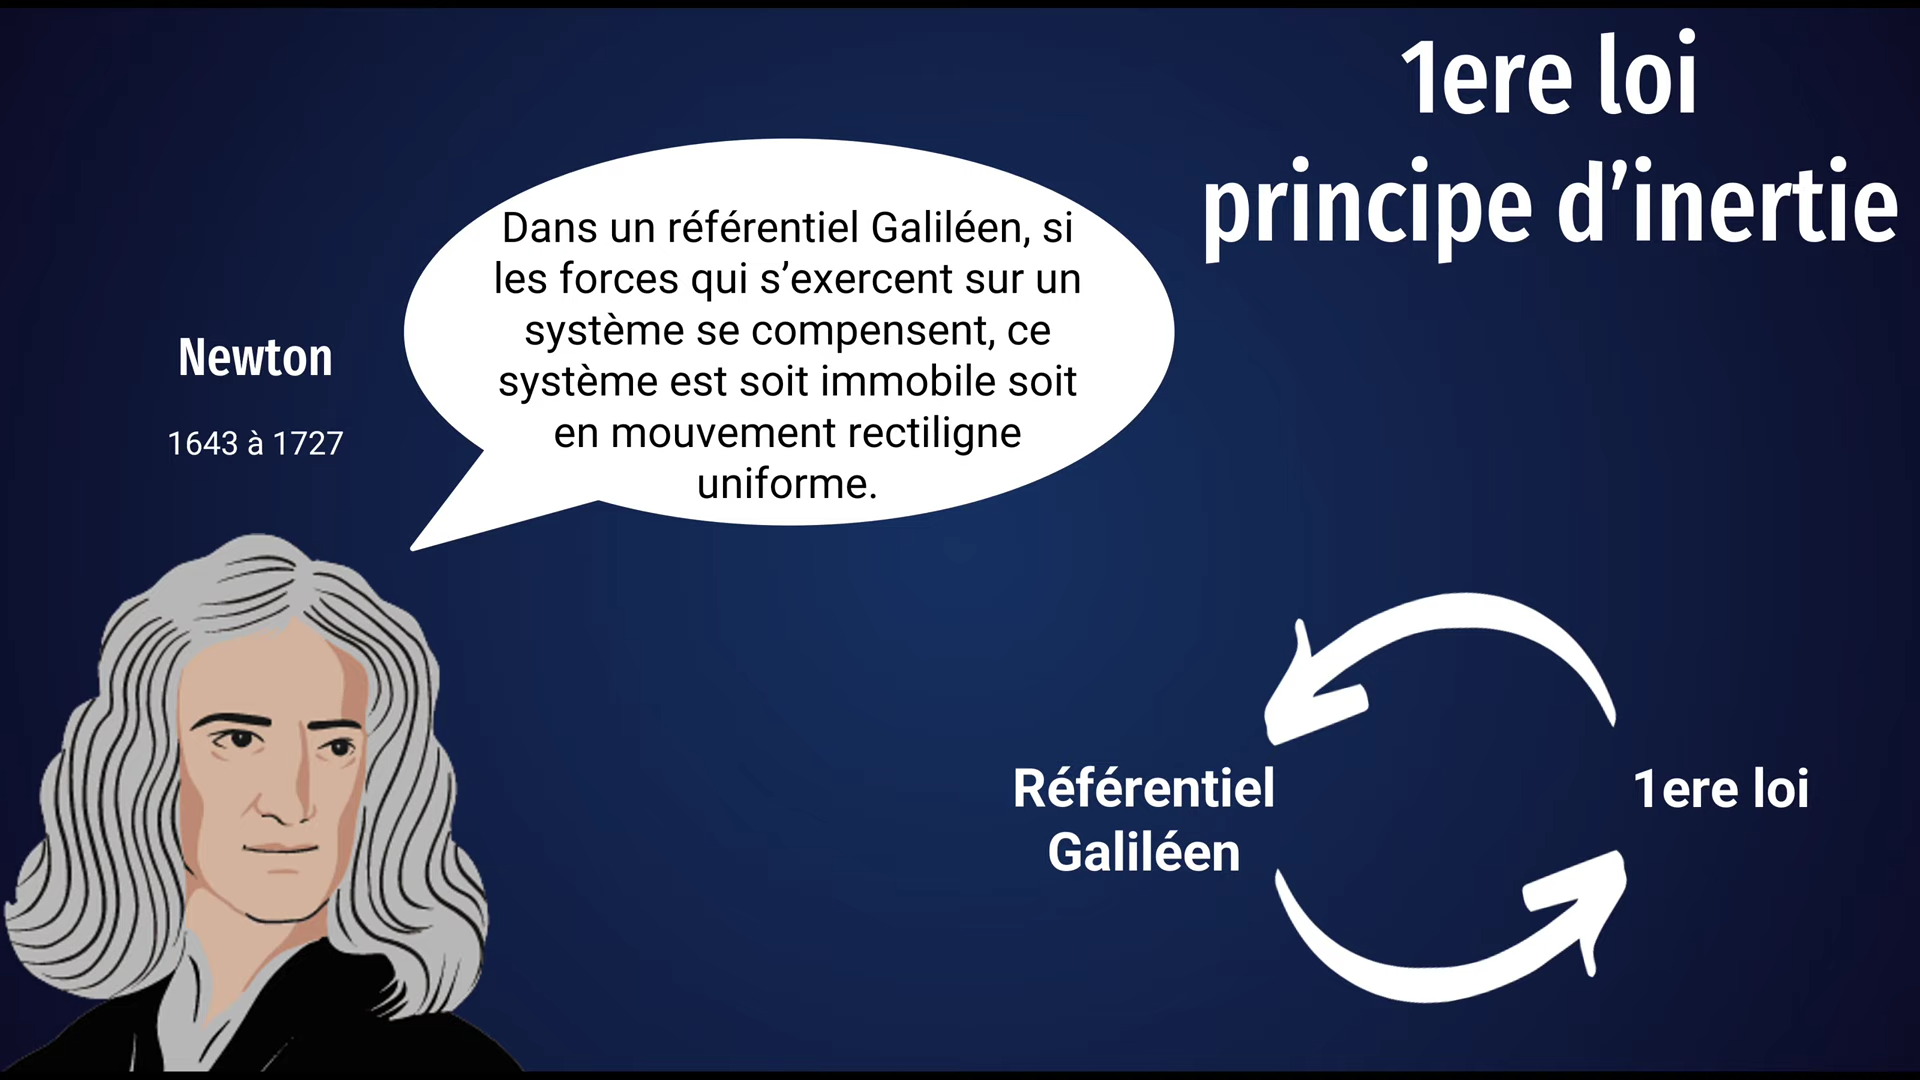 1ere loi
principe d’inertie
Dans un référentiel Galiléen, si
les forces qui s’exercent sur un
système se compensent, ce
système est soit immobile soit
en mouvement rectiligne
uniforme.
Newton
1643 à 1727
Référentiel
Galiléen
1ere loi